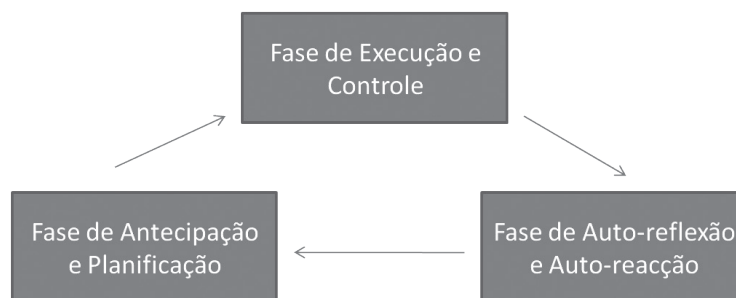 Fase de Execução e
Controle
Fase de Antecipação
e Planificação
Fase de Auto-reflexão
e Auto-reacção